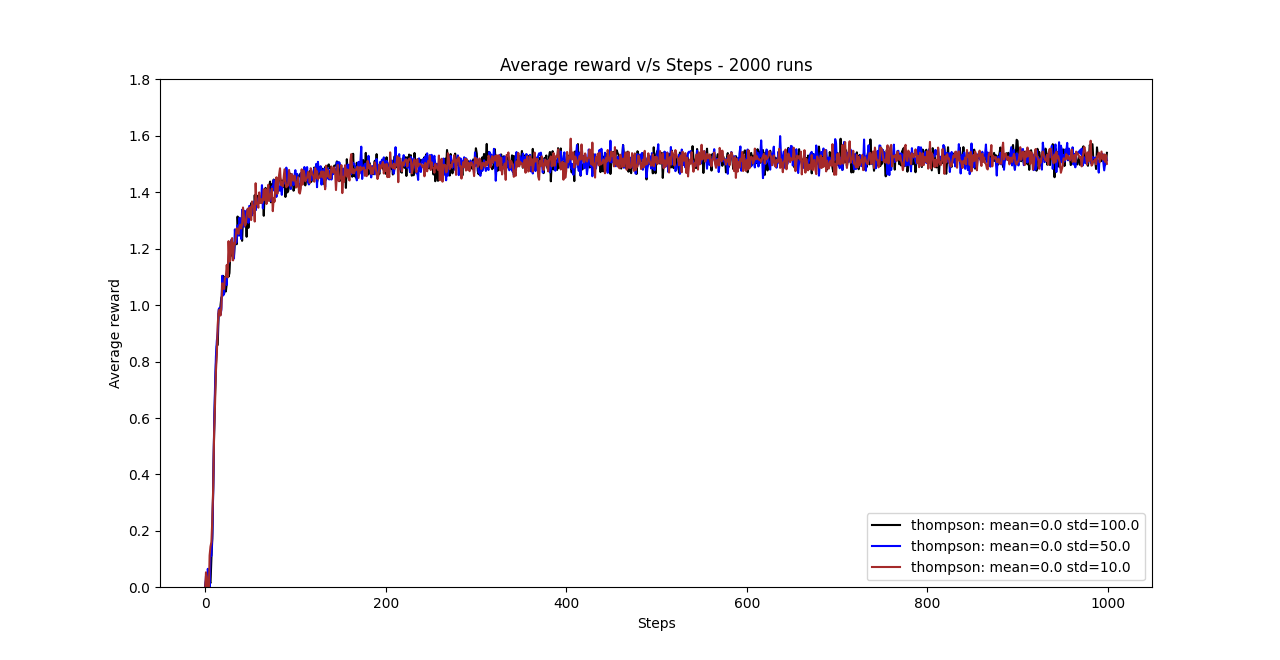 Average reward v/s Steps - 2000 runs
1.8
1.6
1.4
1.2
1.0
0.8
0.6
0.4
0.2
0.0
Average reward
0 200 400 600 800 1000
Steps
thompson: mean=0.0 std=100.0
thompson: mean=0.0 std=50.0
thompson: mean=0.0 std=10.0